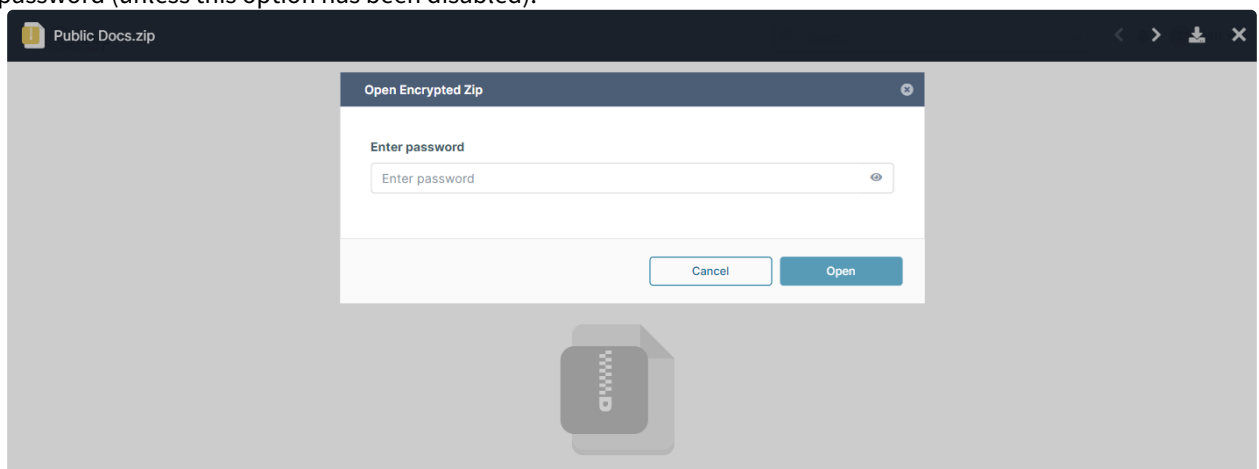 password (unless this option has been disabled).
Public Docs.zip
Open Encrypted Zip
Enter password
Enter password
Cancel Open